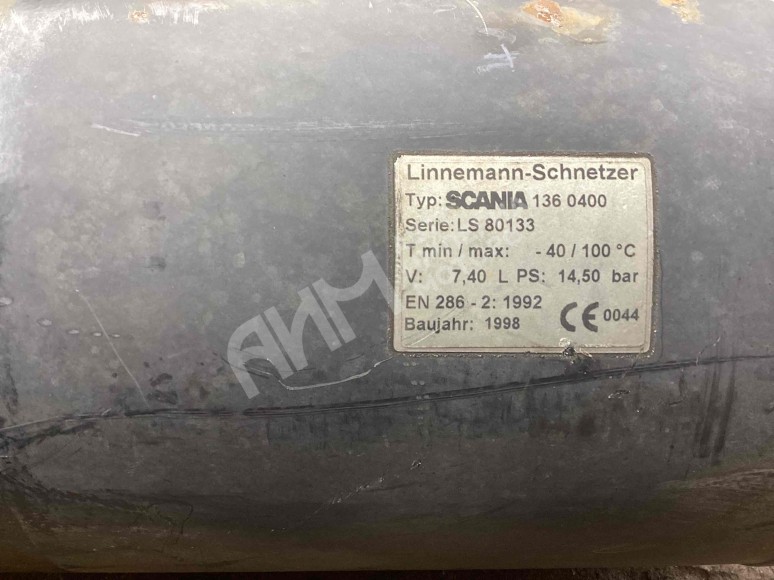 Linnemann-Schnetzer
Typ: SCANIA 136 0400
Serie: LS 80133
T min / max: - 40 / 100 °C
V: 7,40 L PS: 14,50 bar
EN 286 - 2: 1992
Baujahr: 1998 CE 0044